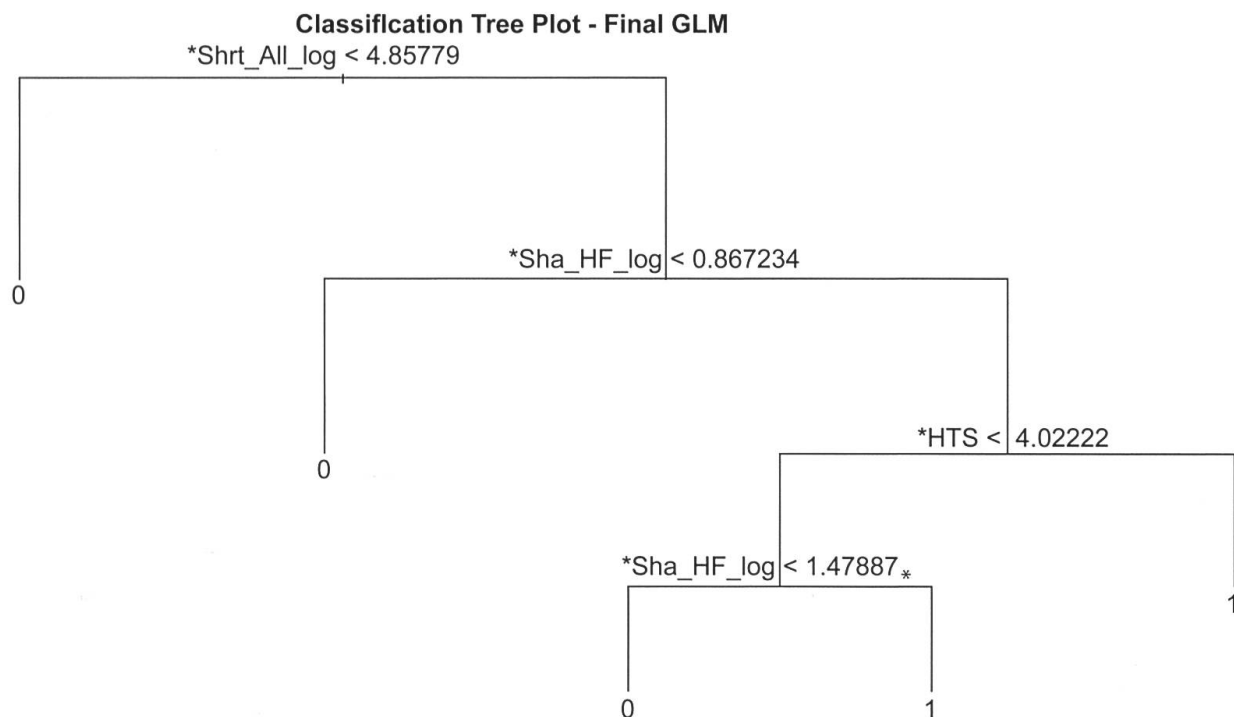 Classiflcation Tree Plot - Final GLM
*Shrt_All_log < 4.85779
*Sha_HF_log < 0.867234
0
*HTS < 4.02222
0
*Sha_HF_log < 1.47887*
1
0
1